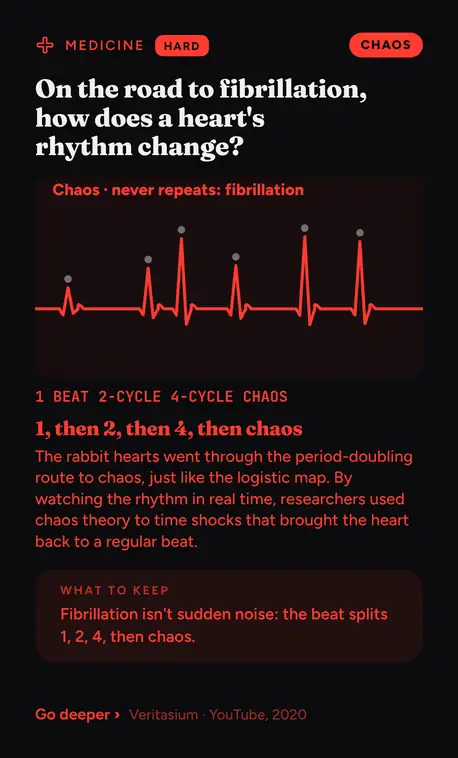 MEDICINE HARD CHAOS
On the road to fibrillation,
how does a heart's
rhythm change?
Chaos · never repeats: fibrillation
1 BEAT 2-CYCLE 4-CYCLE CHAOS
1, then 2, then 4, then chaos
The rabbit hearts went through the period-doubling
route to chaos, just like the logistic map. By
watching the rhythm in real time, researchers used
chaos theory to time shocks that brought the heart
back to a regular beat.
WHAT TO KEEP
Fibrillation isn't sudden noise: the beat splits
1, 2, 4, then chaos.
Go deeper › Veritasium · YouTube, 2020